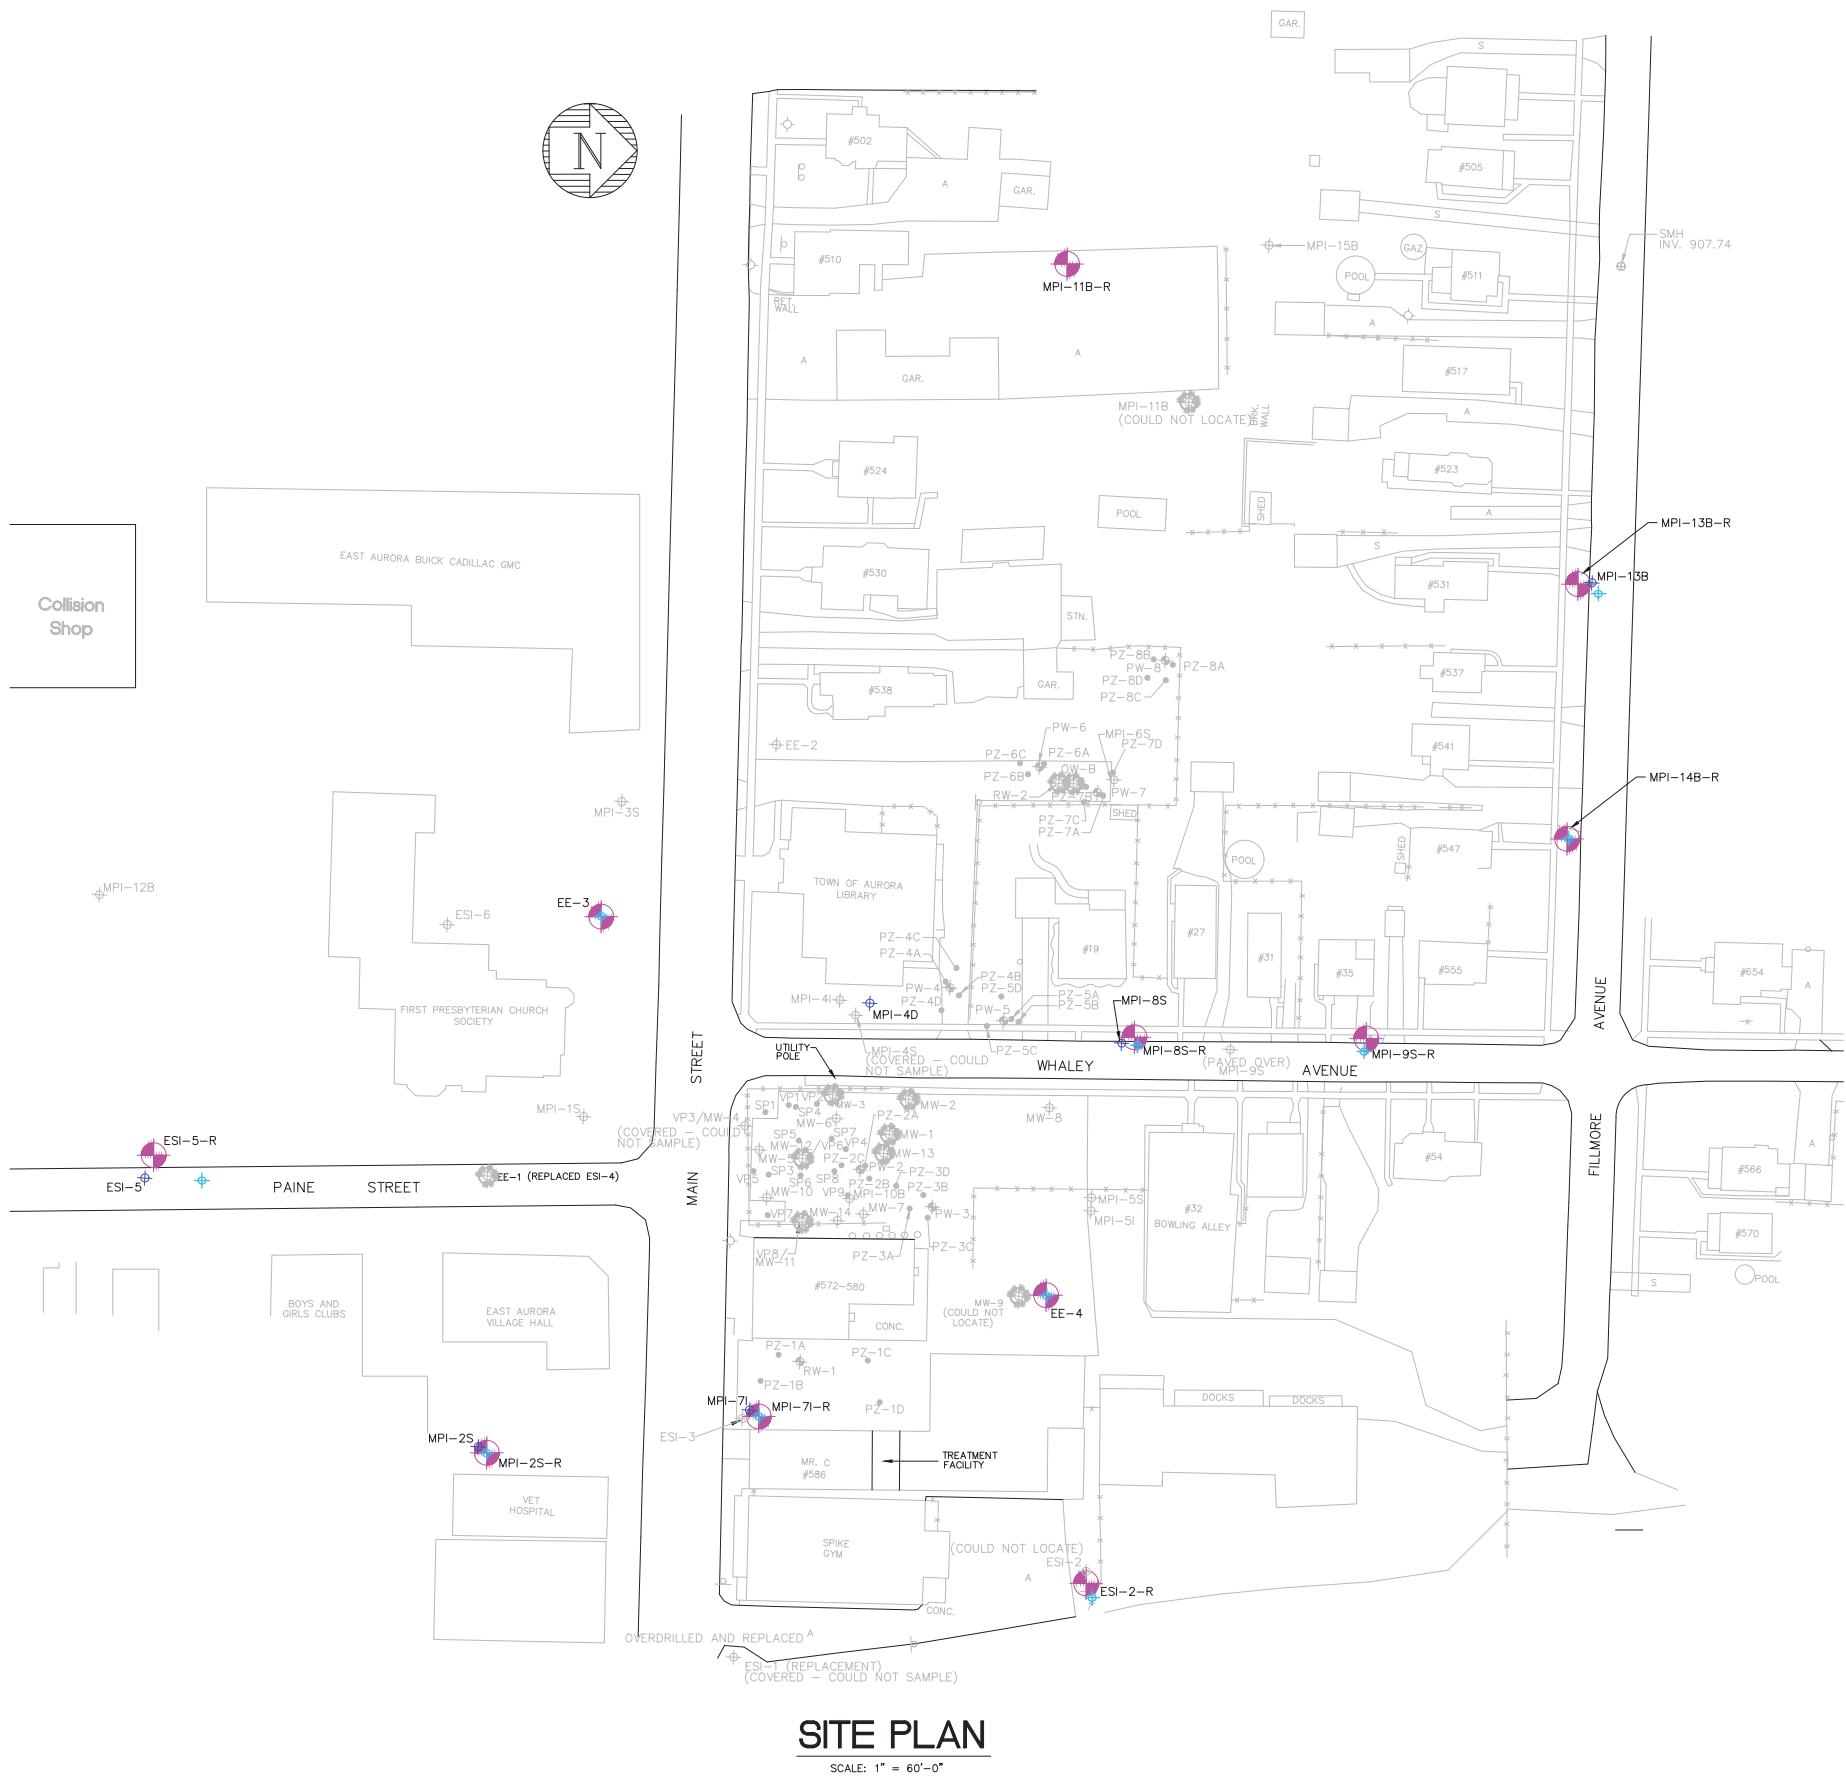 GAR.
S
#502
#505
A
GAR.
S
N
SMH
INV. 907.74
MPI-15B
GAZ
#510
#511
POOL
MPI-11B-R
RET.
WALL
A
A
A
#517
GAR.
MPI-11B
(COULD NOT LOCATE)
BRK.
WALL
A
#524
#523
SHED
POOL
A
MPI-13B-R
S
EAST AURORA BUICK CADILLAC GMC
#530
#531
MPI-13B
Collision
Shop
STN.
PZ-8B
PW-8
PZ-8A
PZ-8D
PZ-8C
#537
GAR.
#538
PW-6
MPI-6S
EE-2
#541
PZ-6C
PZ-6A
PZ-7D
OW-B
PZ-6B
MPI-14B-R
RW-2
PZ-7B
PW-7
MPI-3S
SHED
PZ-7C
PZ-7A
SHED
#547
POOL
TOWN OF AURORA
LIBRARY
MPI-12B
EE-3
ESI-6
#27
PZ-4C
PZ-4A
#19
#31
#35
#555
#654
PZ-4B
PZ-5D
A
PW-4
PZ-4D
PZ-5A
PZ-5B
PW-5
MPI-4I
MPI-4D
MPI-8S
FIRST PRESBYTERIAN CHURCH
SOCIETY
AVENUE
UTILITY
POLE
MPI-4S
(COVERED - COULD
NOT SAMPLE)
PZ-5C
MPI-8S-R
(PAVED OVER)
MPI-9S
MPI-9S-R
STREET
WHALEY
AVENUE
MPI-1S
SP1
VP1
VP2
SP4
MW-3
MW-2
MW-8
VP3/MW-4
(COVERED - COULD
NOT SAMPLE)
MW-6
PZ-2A
SP7
SP5
MW-1
MW-12/VP6
VP4
MW-13
MW-5
PZ-2C
PW-2
ESI-5-R
#54
A
FILLMORE
VP5
SP3
SP6
SP8
PZ-2B
PZ-3D
#566
ESI-5
PAINE
STREET
EE-1 (REPLACED ESI-4)
MAIN
MW-10
VP9
MPI-10B
PZ-3B
MPI-5S
MPI-5I
VP7
MW-14
MW-7
PW-3
#32
BOWLING ALLEY
#570
VP8/
MW-11
PZ-3A
PZ-3C
POOL
S
#572-580
BOYS AND
GIRLS CLUBS
EAST AURORA
VILLAGE HALL
CONC.
MW-9
(COULD NOT
LOCATE)
EE-4
PZ-1A
RW-1
PZ-1C
PZ-1B
PZ-1D
DOCKS
DOCKS
MPI-7I
MPI-7I-R
ESI-3
MPI-2S
MPI-2S-R
MR. C
#586
TREATMENT
FACILITY
VET
HOSPITAL
SPIKE
GYM
(COULD NOT LOCATE)
ESI-2
A
ESI-2-R
CONC.
OVERDRILLED AND REPLACED
A
ESI-1 (REPLACEMENT)
(COVERED - COULD NOT SAMPLE)
SITE PLAN
SCALE: 1" = 60'-0"